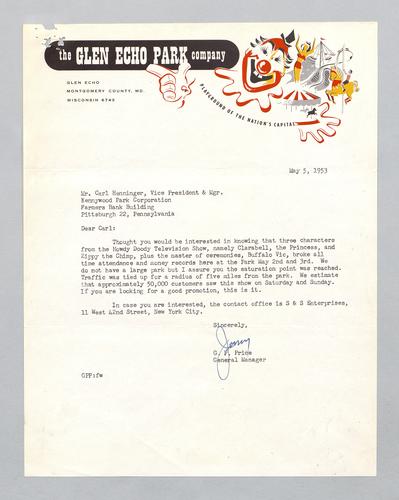 the GLEN ECHO PARK company
GLEN ECHO
MONTGOMERY COUNTY, MD.
WISCONSIN 6740
PLAYGROUND OF THE NATION'S CAPITAL
May 5, 1953
Mr. Carl Henninger, Vice President & Mgr.
Kennywood Park Corporation
Farmers Bank Building
Pittsburgh 22, Pennsylvania
Dear Carl:
Thought you would be interested in knowing that three characters
from the Howdy Doody Television Show, namely Clarabell, the Princess, and
Zippy the Chimp, plus the master of ceremonies, Buffalo Vic, broke all
time attendance and money records here at the Park May 2nd and 3rd. We
do not have a large park but I assure you the saturation point was reached.
Traffic was tied up for a radius of five miles from the park. We estimate
that approximately 50,000 customers saw this show on Saturday and Sunday.
If you are looking for a good promotion, this is it.
In case you are interested, the contact office is S & S Enterprises,
11 West 42nd Street, New York City.
Sincerely,
Jerry
G. P. Price
General Manager
GPP:fw